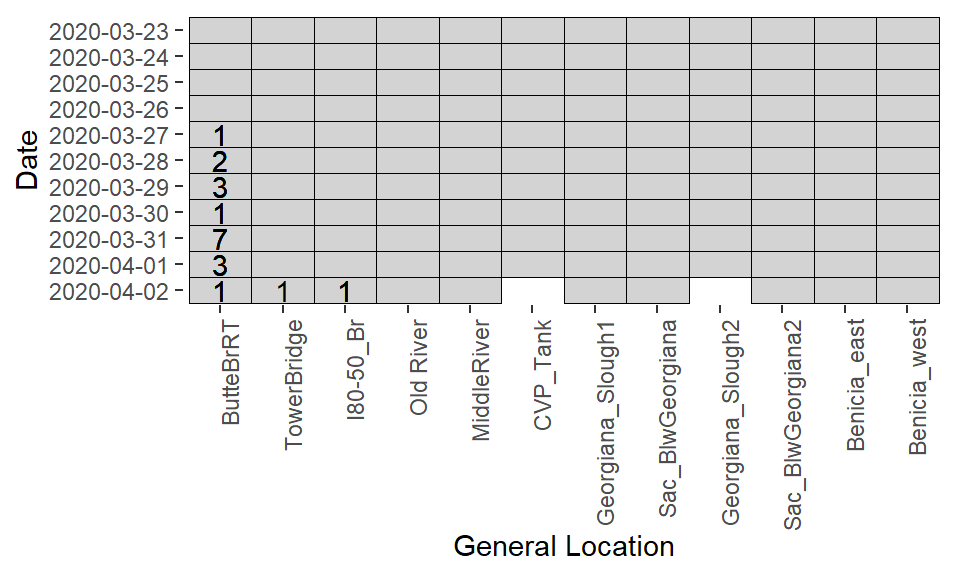 Date
2020-03-23
2020-03-24
2020-03-25
2020-03-26
2020-03-27 1
2020-03-28 2
2020-03-29 3
2020-03-30 1
2020-03-31 7
2020-04-01 3
2020-04-02 1 1 1
ButteBrRT
TowerBridge
I80-50_Br
Old River
MiddleRiver
CVP_Tank
Georgiana_Slough1
Sac_BlwGeorgiana
Georgiana_Slough2
Sac_BlwGeorgiana2
Benicia_east
Benicia_west
General Location